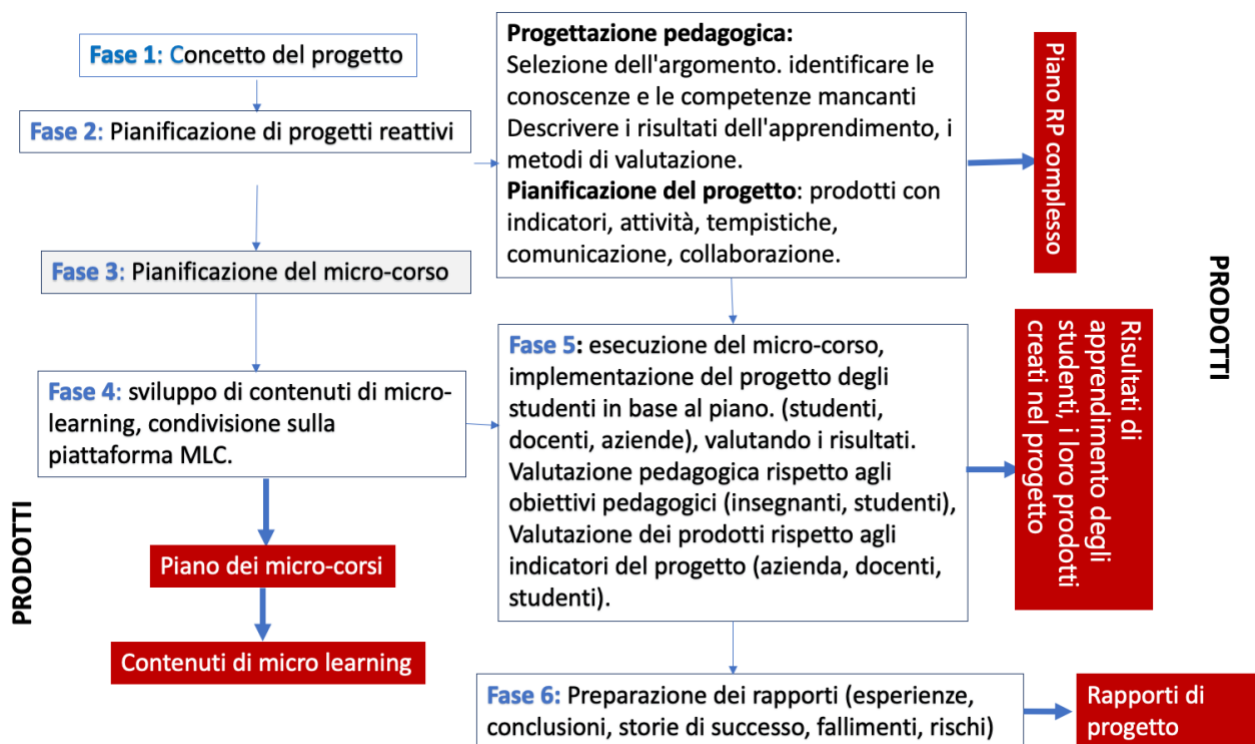 Fase 1: Concetto del progetto
Fase 2: Pianificazione di progetti reattivi
Progettazione pedagogica:
Selezione dell'argomento. identificare le
conoscenze e le competenze mancanti
Descrivere i risultati dell'apprendimento, i
metodi di valutazione.
Pianificazione del progetto: prodotti con
indicatori, attività, tempistiche,
comunicazione, collaborazione.
Piano RP complesso
Fase 3: Pianificazione del micro-corso
Fase 4: sviluppo di contenuti di micro-
learning, condivisione sulla
piattaforma MLC.
Fase 5: esecuzione del micro-corso,
implementazione del progetto degli
studenti in base al piano. (studenti,
docenti, aziende), valutando i risultati.
Valutazione pedagogica rispetto agli
obiettivi pedagogici (insegnanti, studenti),
Valutazione dei prodotti rispetto agli
indicatori del progetto (azienda, docenti,
studenti).
Risultati di
apprendimento degli
studenti, i loro prodotti
creati nel progetto
PRODOTTI
PRODOTTI
Piano dei micro-corsi
Contenuti di micro learning
Fase 6: Preparazione dei rapporti (esperienze,
conclusioni, storie di successo, fallimenti, rischi)
Rapporti di
progetto